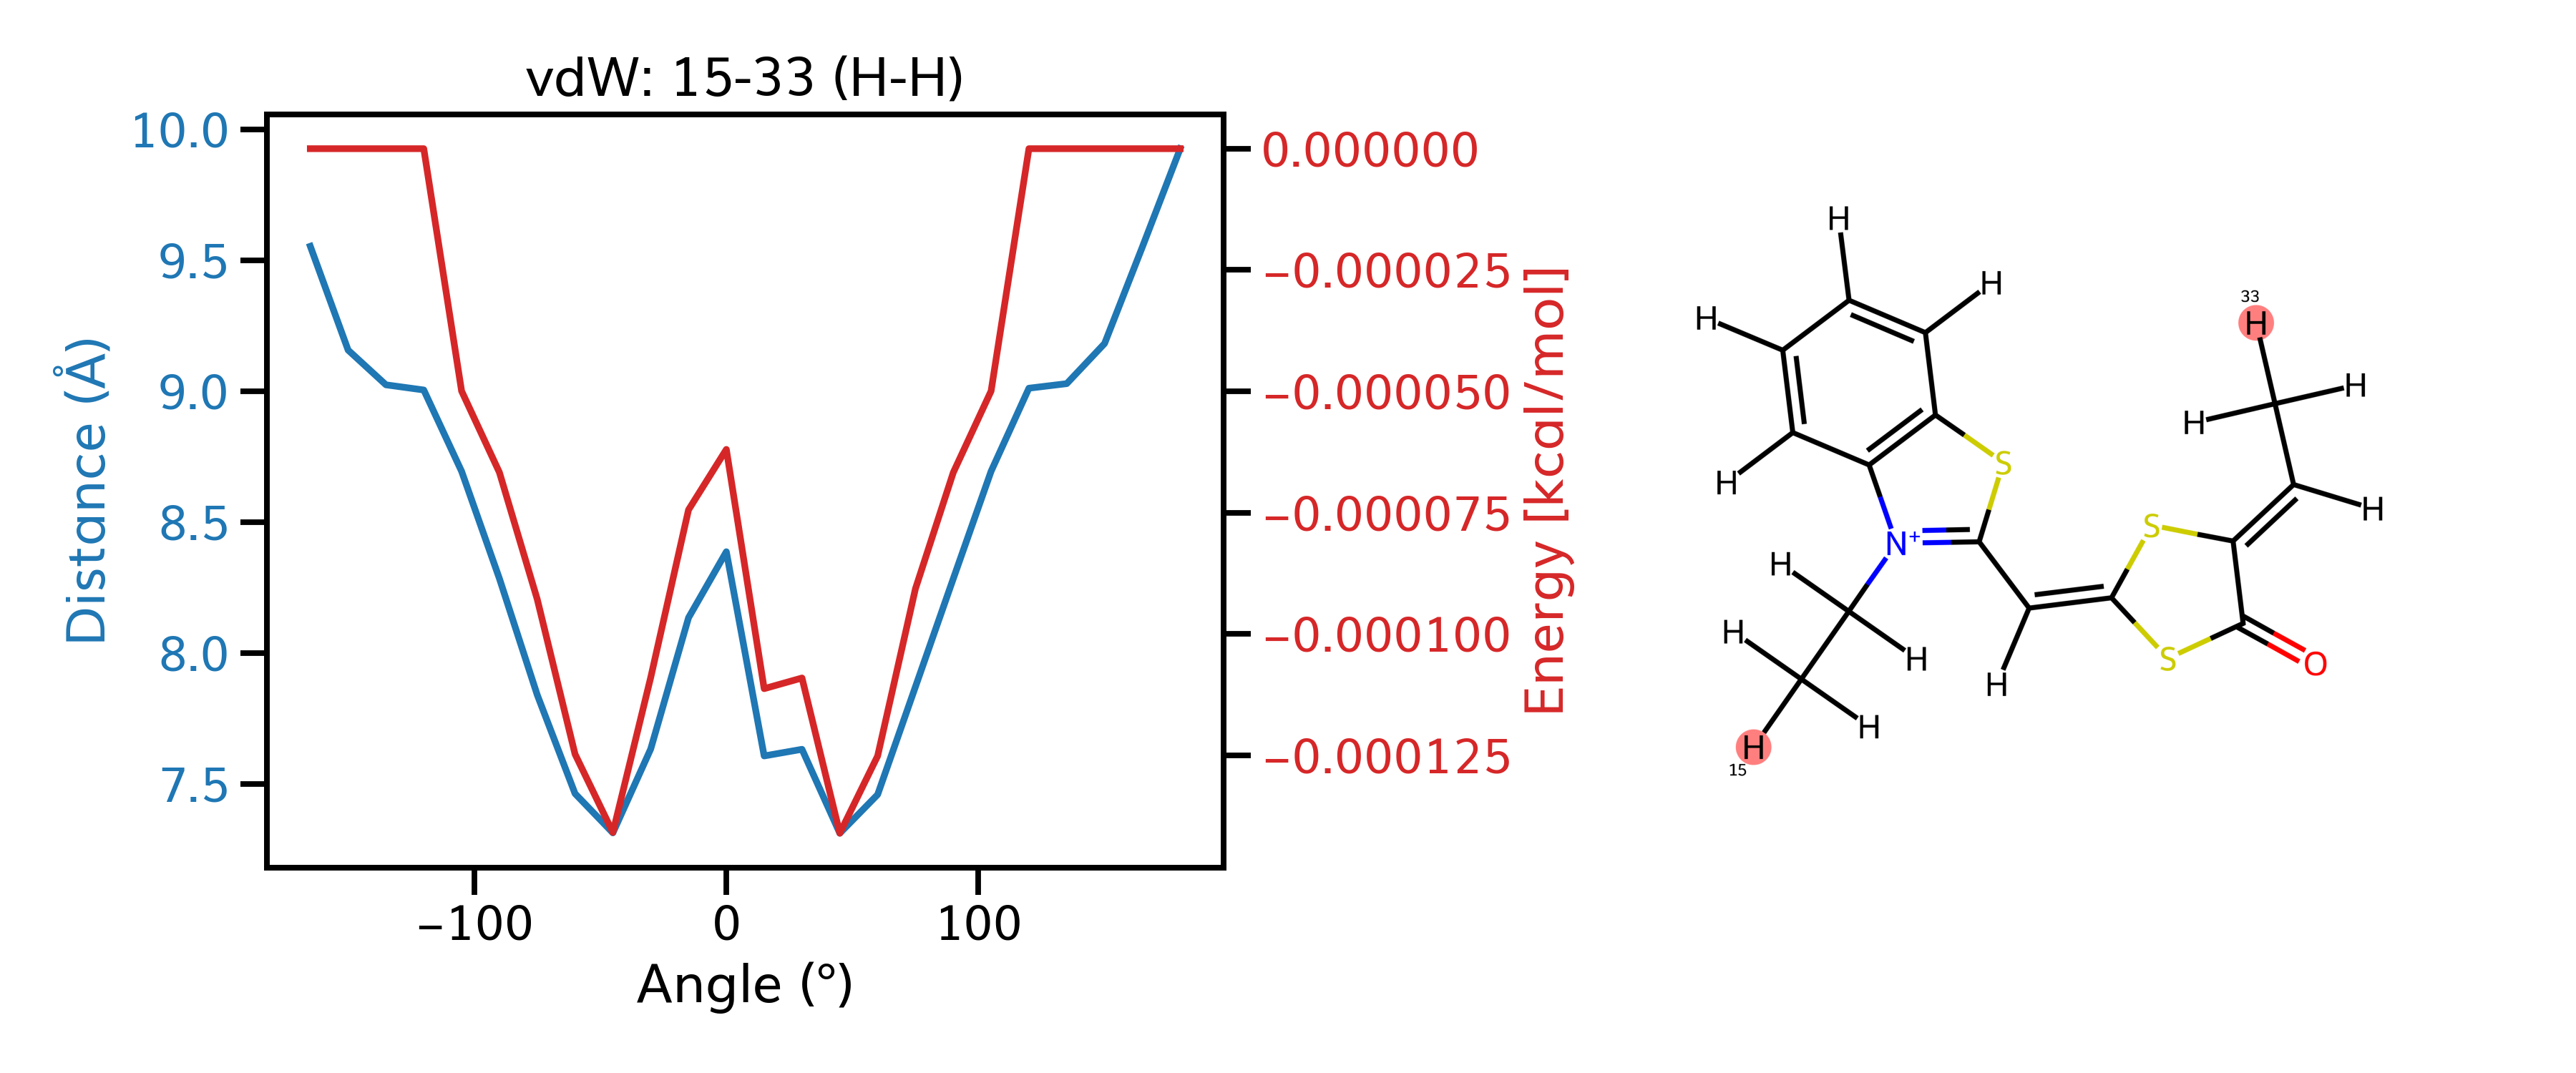 vdW: 15-33 (H-H)
10.0
9.5
9.0
8.5
8.0
7.5
Distance (Å)
0.000000
−0.000025
−0.000050
−0.000075
−0.000100
−0.000125
Energy [kcal/mol]
−100 0 100
Angle (°)
H
H
33
H
H
H
H
H
S
H
H
S
N+
H
H
H
S
O
H
H
H
15